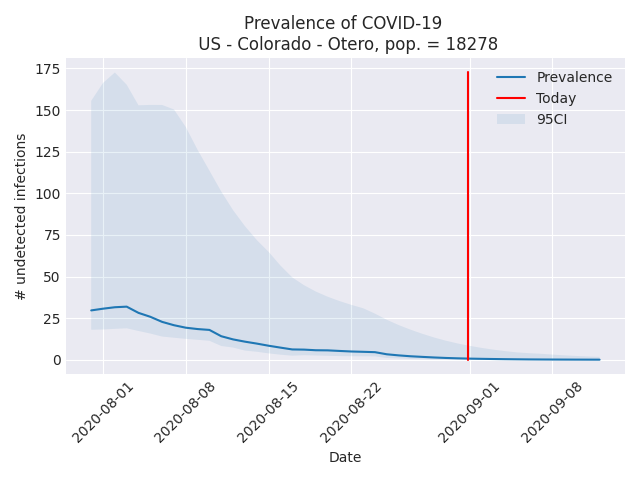 Prevalence of COVID-19
US - Colorado - Otero, pop. = 18278
Prevalence
Today
95CI
# undetected infections
175
150
125
100
75
50
25
0
2020-08-01
2020-08-08
2020-08-15
2020-08-22
2020-09-01
2020-09-08
Date